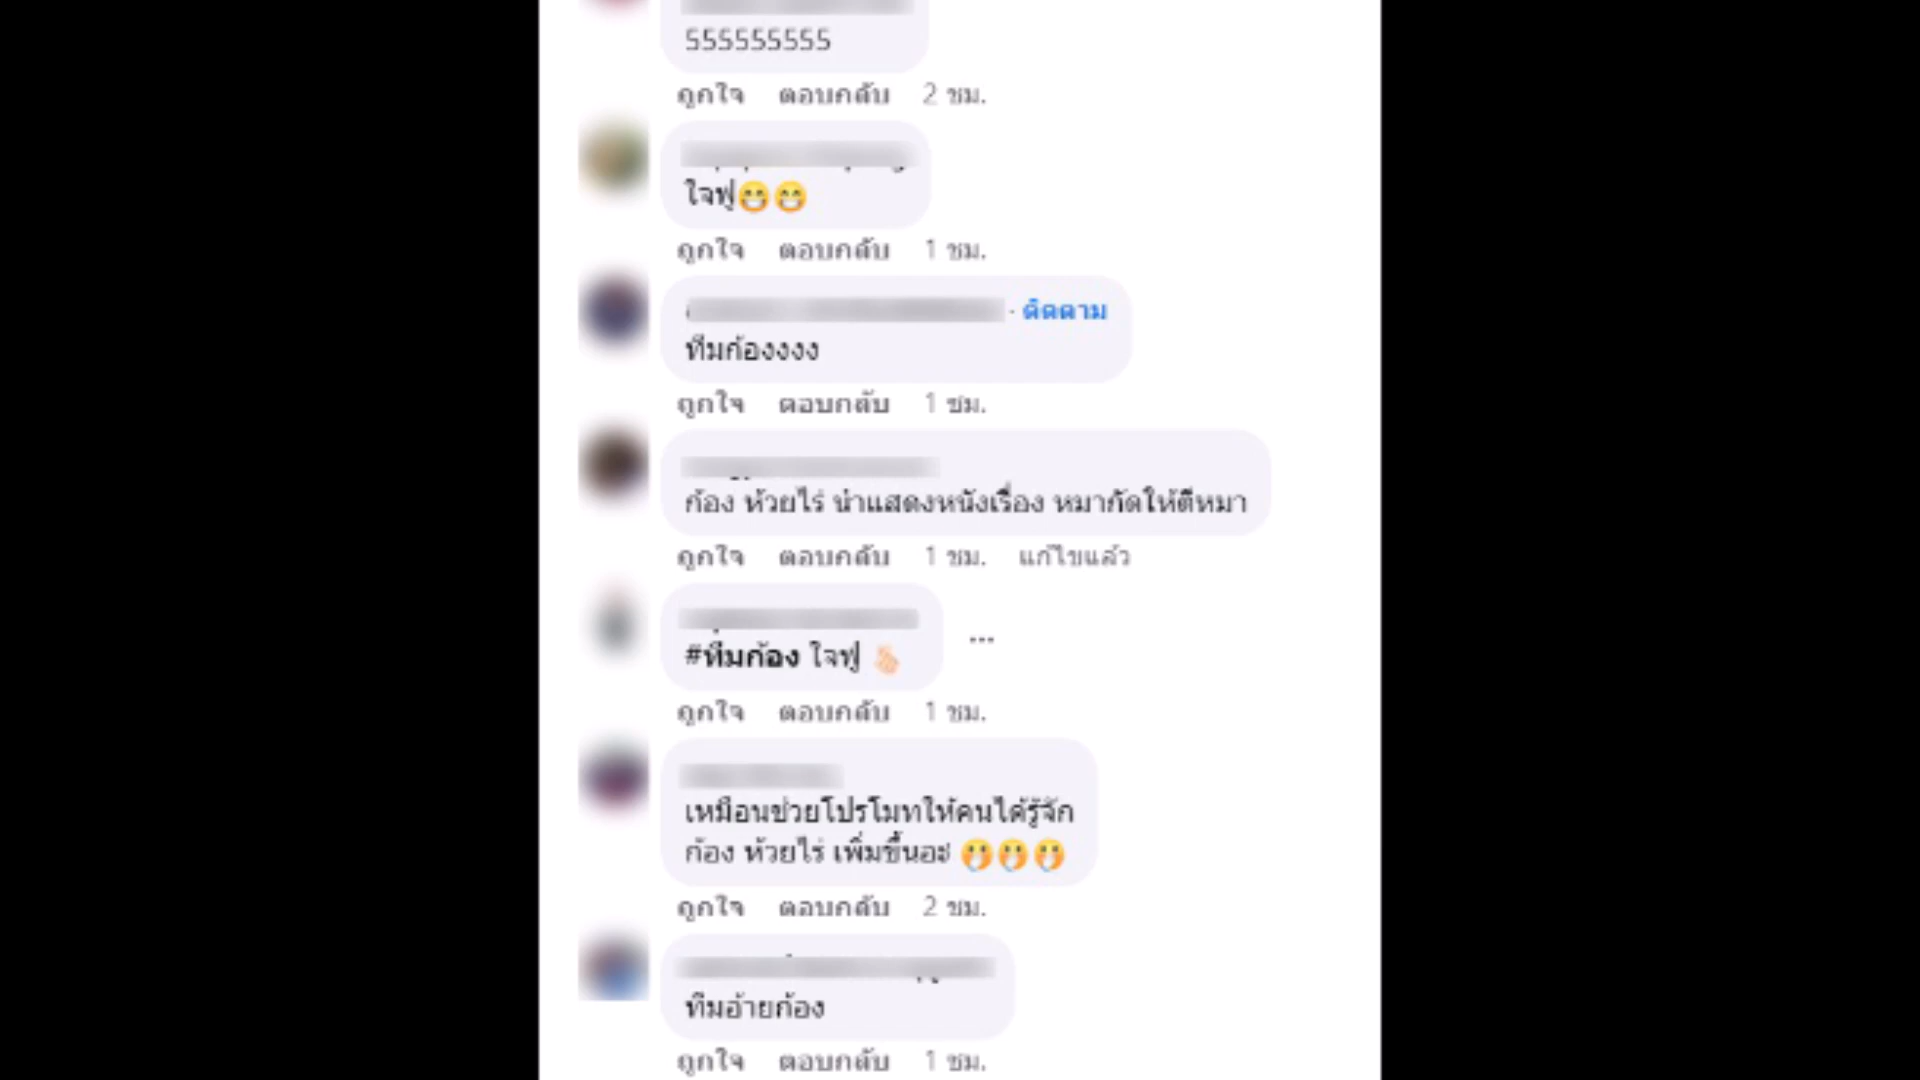 555555555
ถูกใจ ตอบกลับ 2 ชม.
ใจฟู😁😁
ถูกใจ ตอบกลับ 1 ชม.
· ติดตาม
ทีมก้องงงง
ถูกใจ ตอบกลับ 1 ชม.
ก้อง ห้วยไร่ นำแสดงหนังเรื่อง หมากัดให้ตีหมา
ถูกใจ ตอบกลับ 1 ชม. แก้ไขแล้ว
#ทีมก้อง ใจฟู 🫰🏻
...
ถูกใจ ตอบกลับ 1 ชม.
เหมือนช่วยโปรโมทให้คนได้รู้จัก
ก้อง ห้วยไร่ เพิ่มขึ้นอะ 🤭🤭🤭
ถูกใจ ตอบกลับ 2 ชม.
ทีมอ้ายก้อง
ถูกใจ ตอบกลับ 1 ชม.